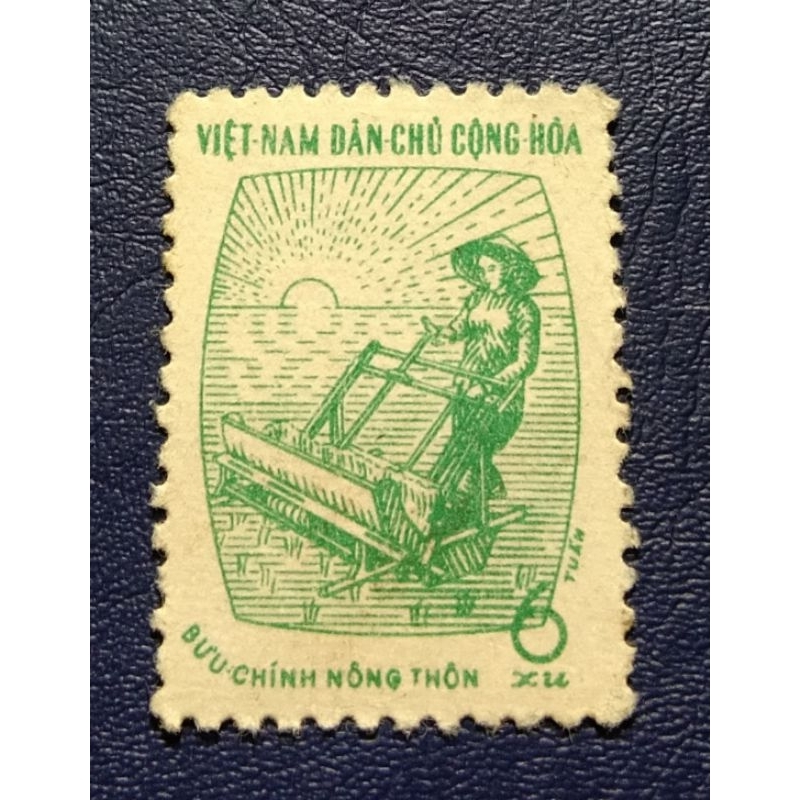 VIỆT·NAM DÂN·CHỦ CỘNG·HÒA
TUẤN
6
BƯU·CHÍNH NÔNG THÔN xu